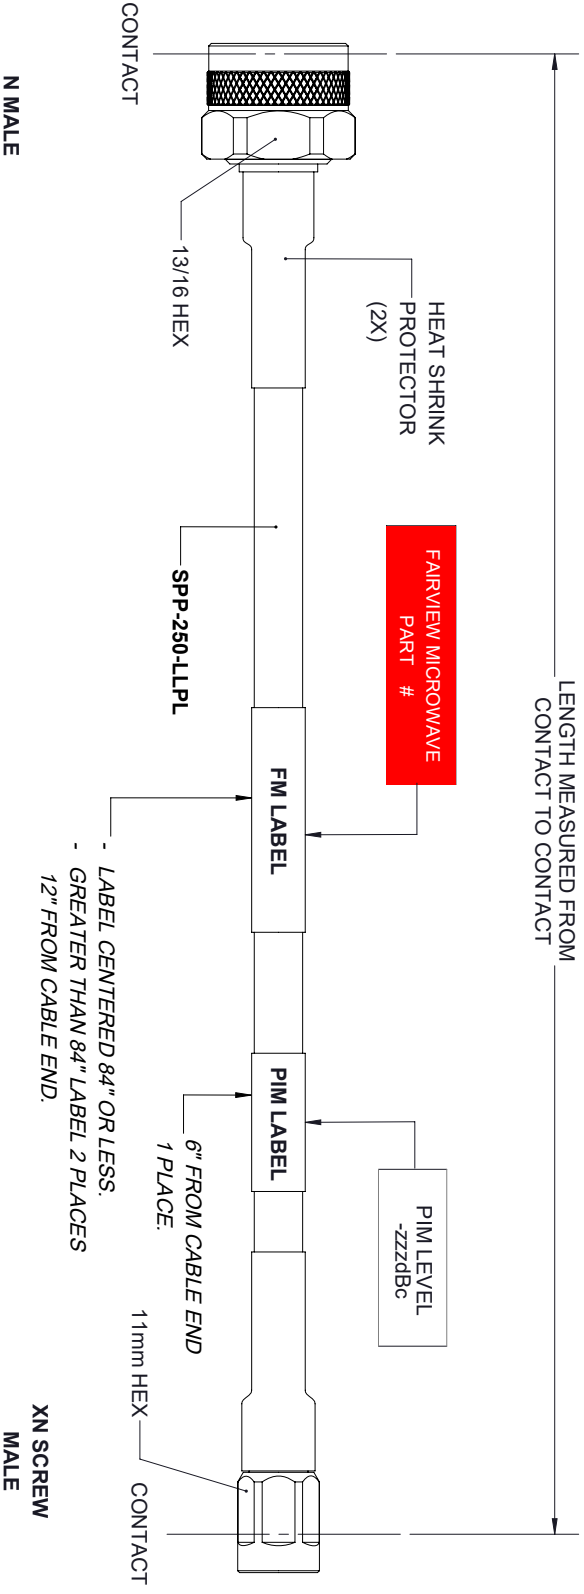 LENGTH MEASURED FROM
CONTACT TO CONTACT
HEAT SHRINK
PROTECTOR
(2X)
FAIRVIEW MICROWAVE
PART #
PIM LEVEL
-zzzdBc
FM LABEL
PIM LABEL
13/16 HEX
SPP-250-LLPL
6" FROM CABLE END
1 PLACE.
11mm HEX
CONTACT
CONTACT
- LABEL CENTERED 84" OR LESS.
- GREATER THAN 84" LABEL 2 PLACES
12" FROM CABLE END.
N MALE
XN SCREW
MALE